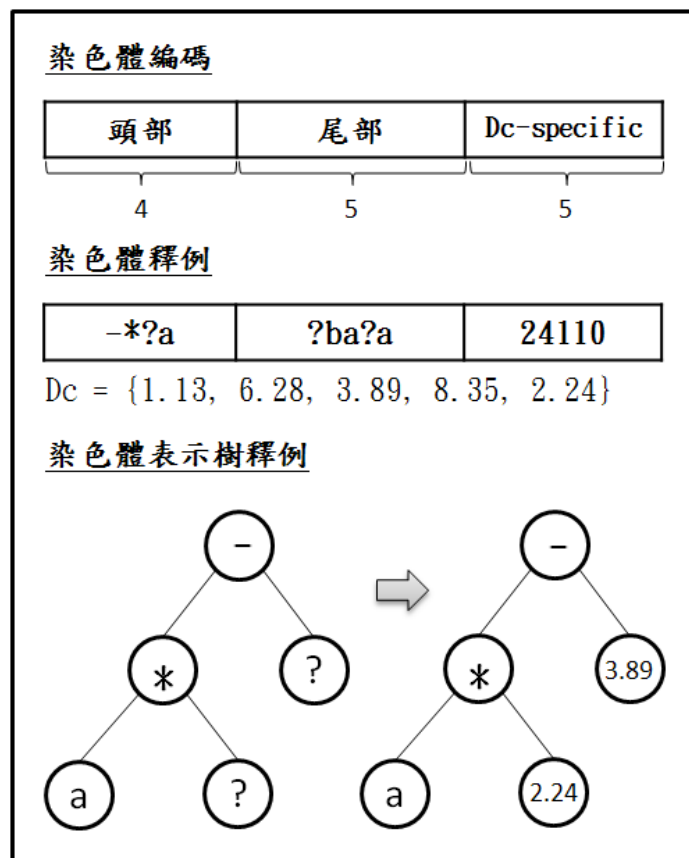 染色體編碼
頭部 尾部 Dc-specific
4 5 5
染色體釋例
-*?a ?ba?a 24110
Dc = {1.13, 6.28, 3.89, 8.35, 2.24}
染色體表示樹釋例
- -
* ? * 3.89
a ? a 2.24